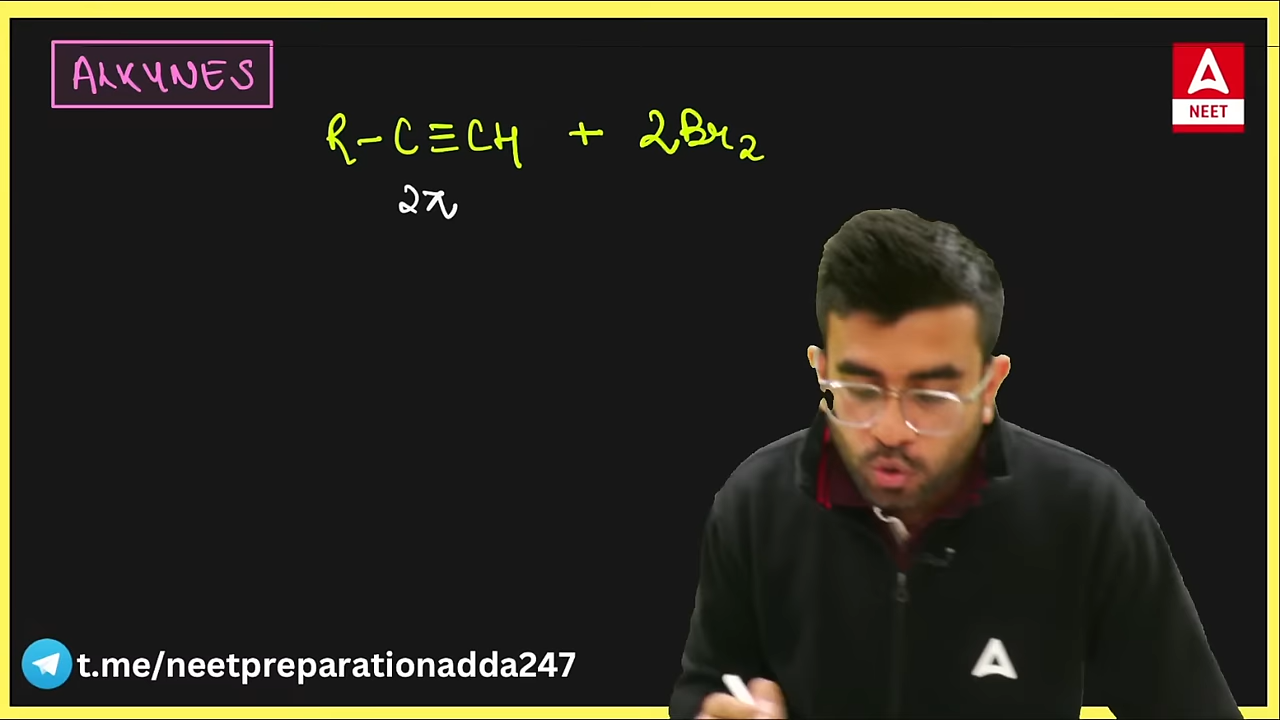 ALKYNES
R-C≡CH + 2Br₂
2π
NEET
t.me/neetpreparationadda247